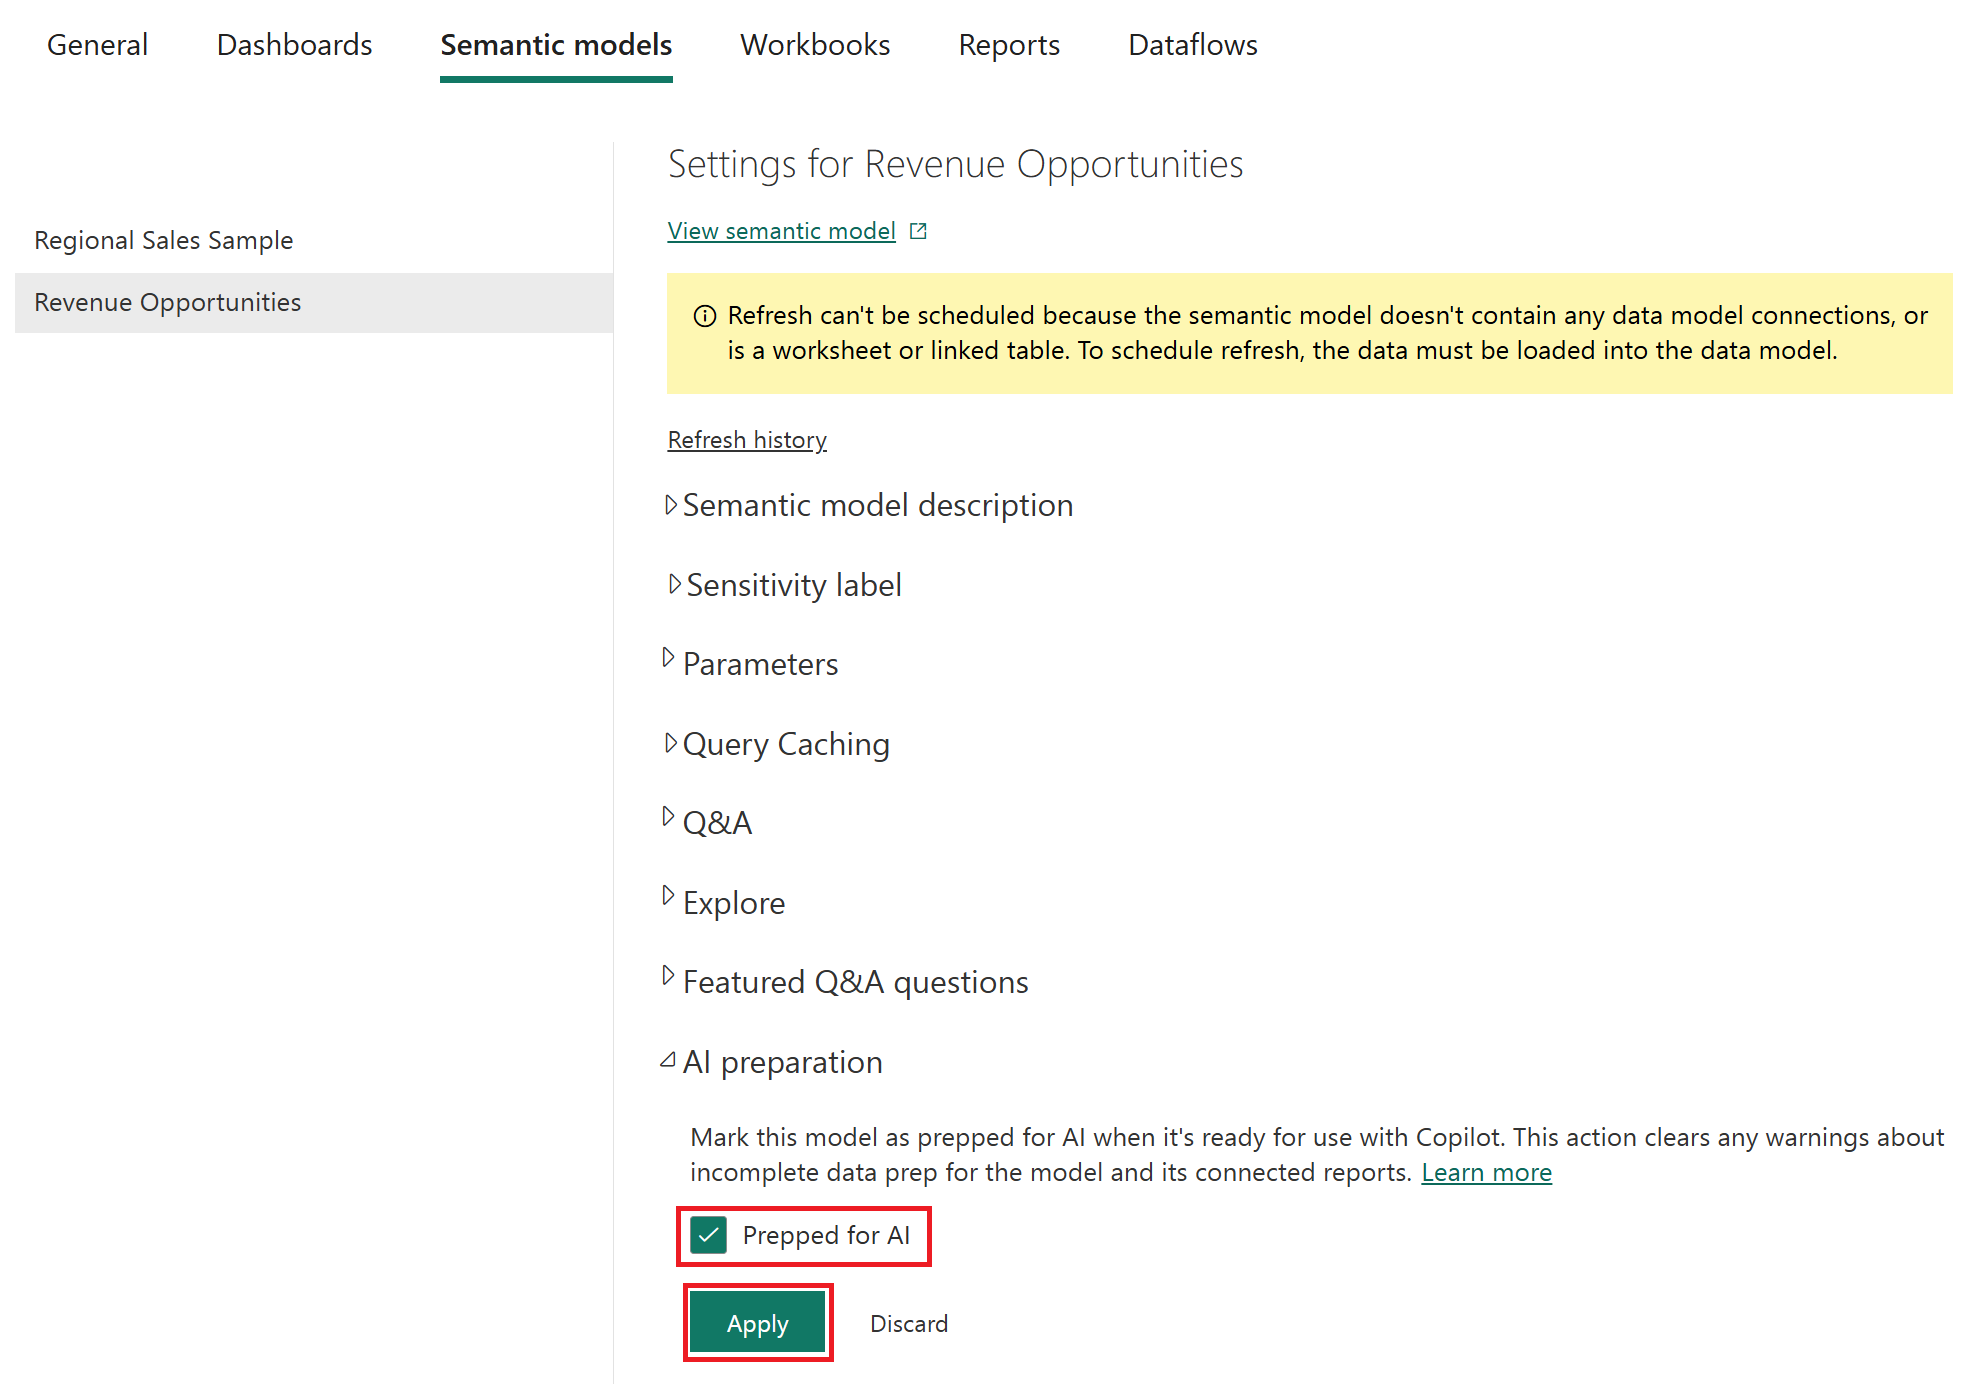 General Dashboards Semantic models Workbooks Reports Dataflows
Regional Sales Sample
Revenue Opportunities
Settings for Revenue Opportunities
View semantic model
Refresh can't be scheduled because the semantic model doesn't contain any data model connections, or
is a worksheet or linked table. To schedule refresh, the data must be loaded into the data model.
Refresh history
Semantic model description
Sensitivity label
Parameters
Query Caching
Q&A
Explore
Featured Q&A questions
AI preparation
Mark this model as prepped for AI when it's ready for use with Copilot. This action clears any warnings about
incomplete data prep for the model and its connected reports. Learn more
Prepped for AI
Apply Discard